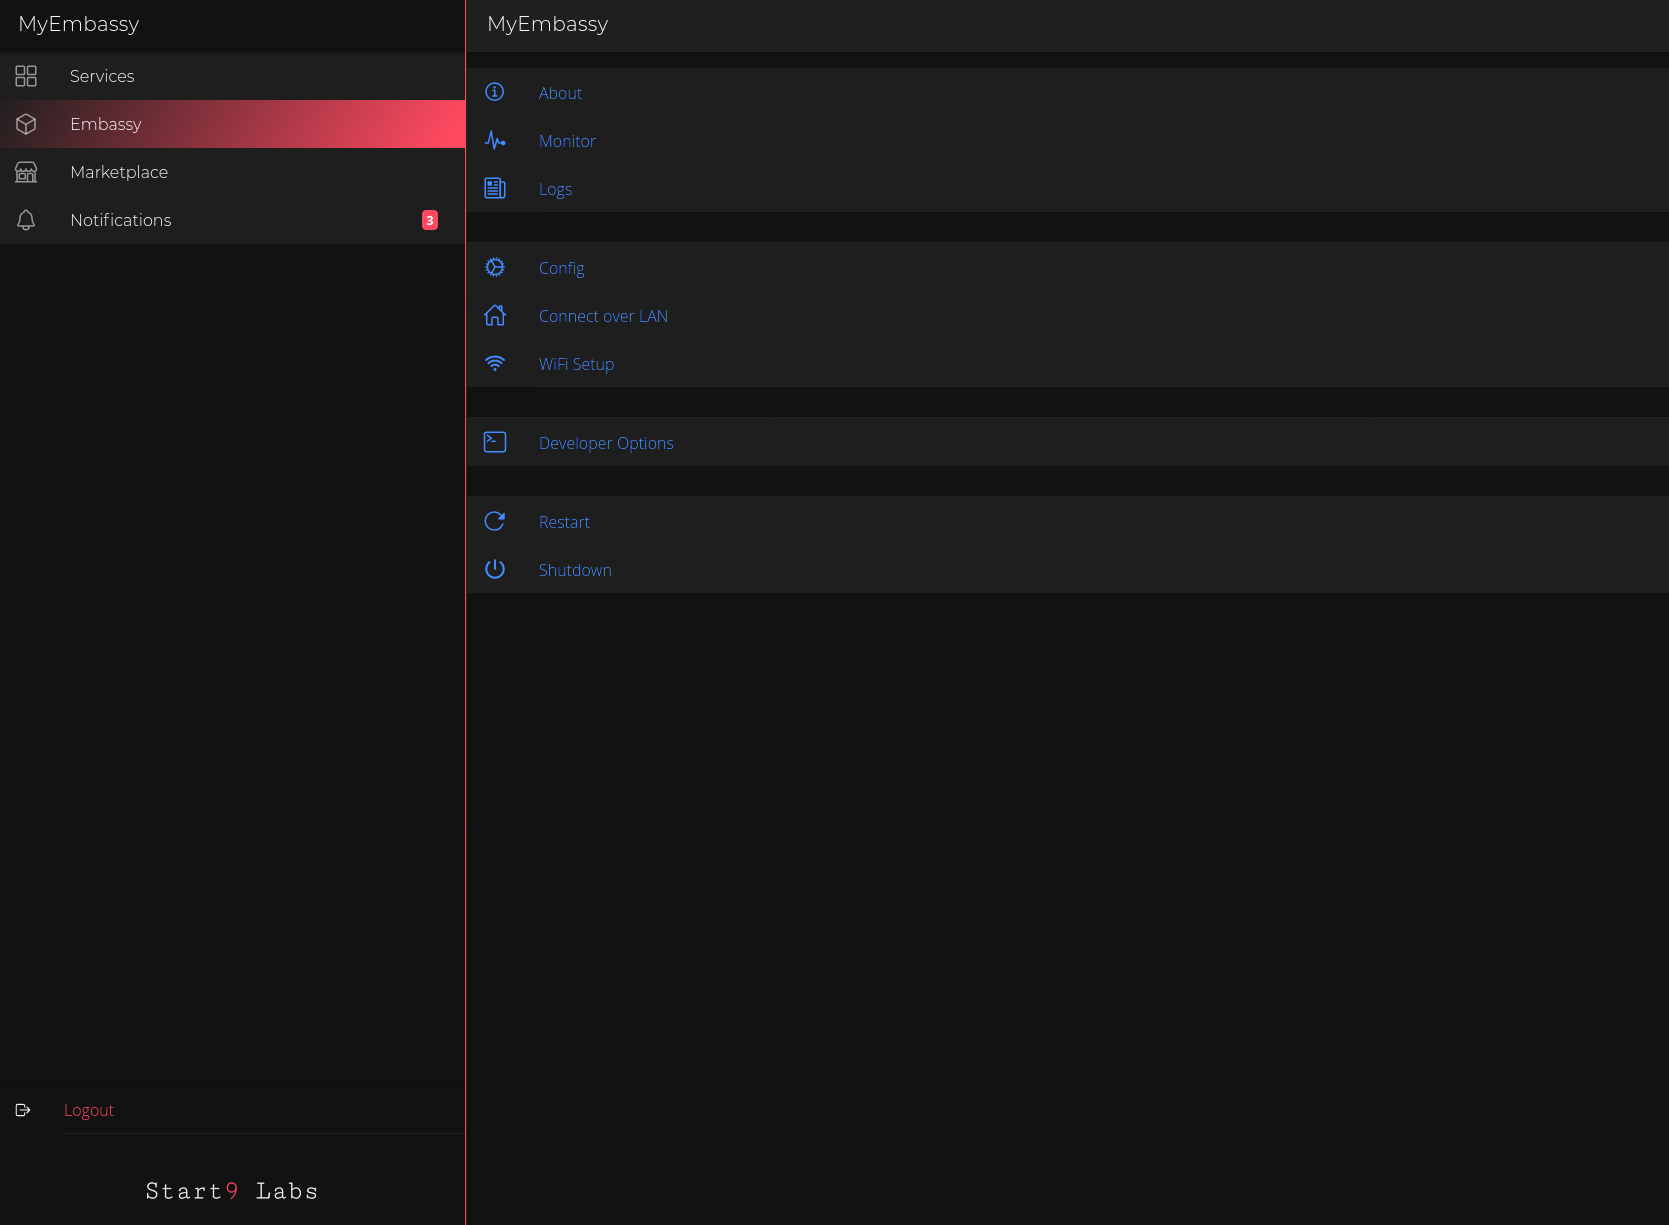 MyEmbassy
Services
Embassy
Marketplace
Notifications 3
Logout
Start9 Labs
MyEmbassy
About
Monitor
Logs
Config
Connect over LAN
WiFi Setup
Developer Options
Restart
Shutdown